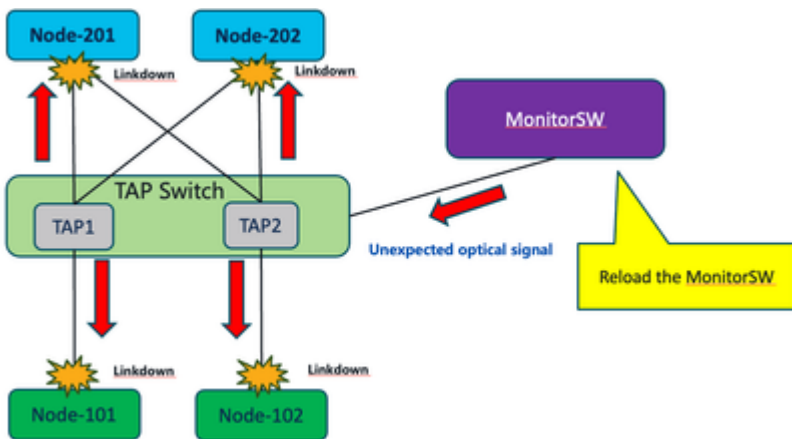 Node-201
Node-202
Linkdown
Linkdown
MonitorSW
TAP Switch
TAP1
TAP2
Unexpected optical signal
Reload the MonitorSW
Linkdown
Linkdown
Node-101
Node-102